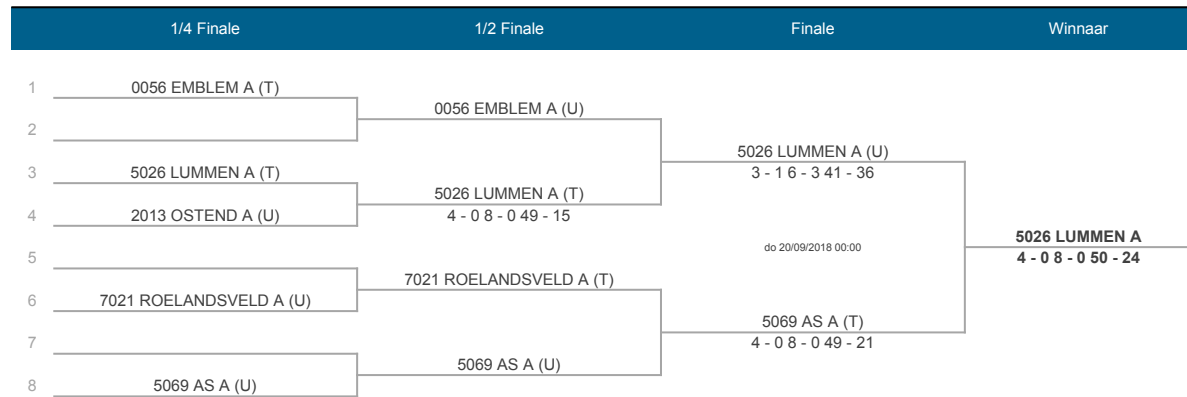 1/4 Finale 1/2 Finale Finale Winnaar
1 0056 EMBLEM A (T)
0056 EMBLEM A (U)
2
5026 LUMMEN A (U)
3 5026 LUMMEN A (T)
3 - 1 6 - 3 41 - 36
5026 LUMMEN A (T)
4 2013 OSTEND A (U)
4 - 0 8 - 0 49 - 15
5026 LUMMEN A
do 20/09/2018 00:00
5
4 - 0 8 - 0 50 - 24
7021 ROELANDSVELD A (T)
6 7021 ROELANDSVELD A (U)
5069 AS A (T)
7
4 - 0 8 - 0 49 - 21
5069 AS A (U)
8 5069 AS A (U)